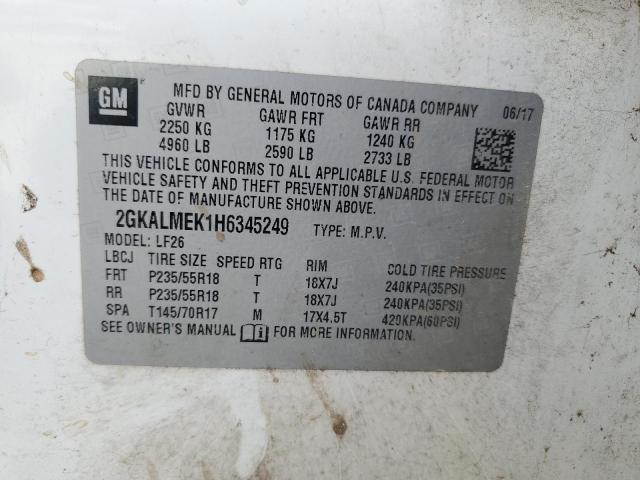 GM
MFD BY GENERAL MOTORS OF CANADA COMPANY 06/17
GVWR GAWR FRT GAWR RR
2250 KG 1175 KG 1240 KG
4960 LB 2590 LB 2733 LB
THIS VEHICLE CONFORMS TO ALL APPLICABLE U.S. FEDERAL MOTOR
VEHICLE SAFETY AND THEFT PREVENTION STANDARDS IN EFFECT ON
THE DATE OF MANUFACTURE SHOWN ABOVE.
2GKALMEK1H6345249 TYPE: M.P.V.
MODEL: LF26
LBCJ TIRE SIZE SPEED RTG RIM COLD TIRE PRESSURE
FRT P235/55R18 T 18X7J 240KPA(35PSI)
RR P235/55R18 T 18X7J 240KPA(35PSI)
SPA T145/70R17 M 17X4.5T 420KPA(60PSI)
SEE OWNER'S MANUAL FOR MORE INFORMATION.